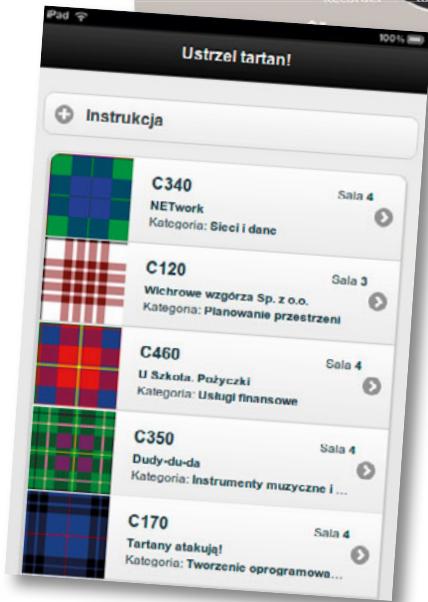 iPad
100%
Ustrzel tartan!
Instrukcja
C340
Sala 4
NETwork
Kategoria: Sieci i dane
C120
Sala 3
Wichrowe wzgórza Sp. z o.o.
Kategoria: Planowanie przestrzeni
C460
Sala 4
U Szkota. Pożyczki
Kategoria: Usługi finansowe
C350
Sala 4
Dudy-du-da
Kategoria: Instrumenty muzyczne i ...
C170
Sala 4
Tartany atakują!
Kategoria: Tworzenie oprogramowa...